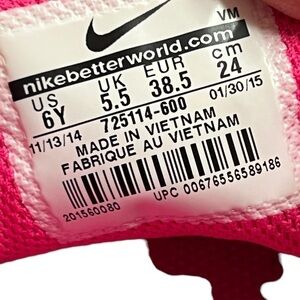 VM
nikebetterworld.com
US UK EUR cm
6Y 5.5 38.5 24
11/13/14 725114-600 01/30/15
MADE IN VIETNAM
FABRIQUE AU VIETNAM
201560080 UPC 00676556589186